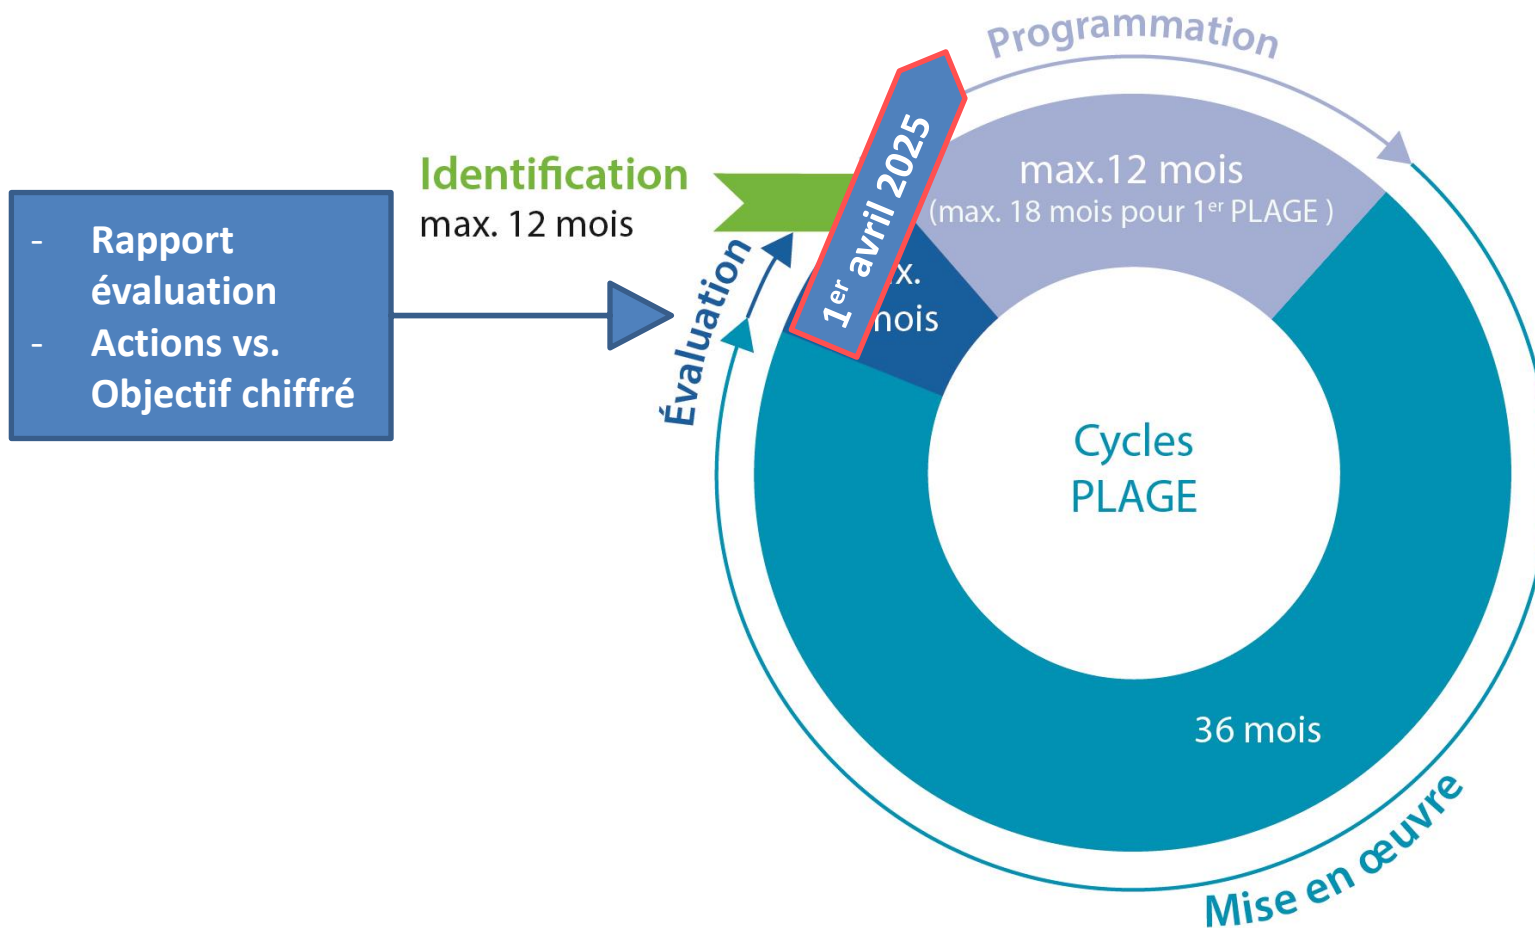 Programmation
max.12 mois
(max. 18 mois pour 1er PLAGE )
Identification
max. 12 mois
1er avril 2025
- Rapport
évaluation
- Actions vs.
Objectif chiffré
Évaluation
Cycles
PLAGE
36 mois
Mise en œuvre